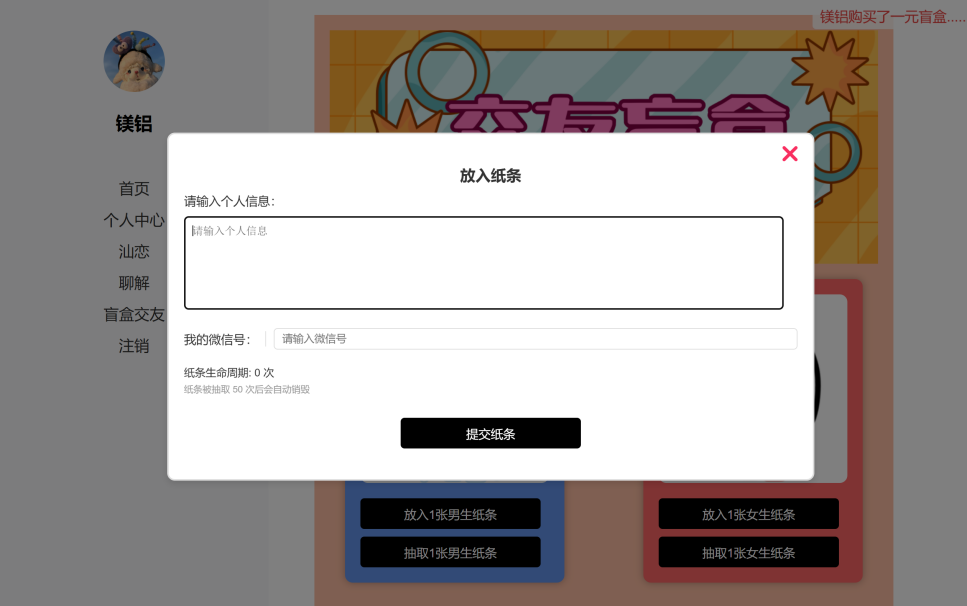 镁铝购买了一元盲盒.....
镁铝
首页
个人中心
汕恋
聊解
盲盒交友
注销
交友盲盒
放入纸条
请输入个人信息:
请输入个人信息
我的微信号:
请输入微信号
纸条生命周期: 0 次
纸条被抽取 50 次后会自动销毁
提交纸条
放入1张男生纸条
抽取1张男生纸条
放入1张女生纸条
抽取1张女生纸条